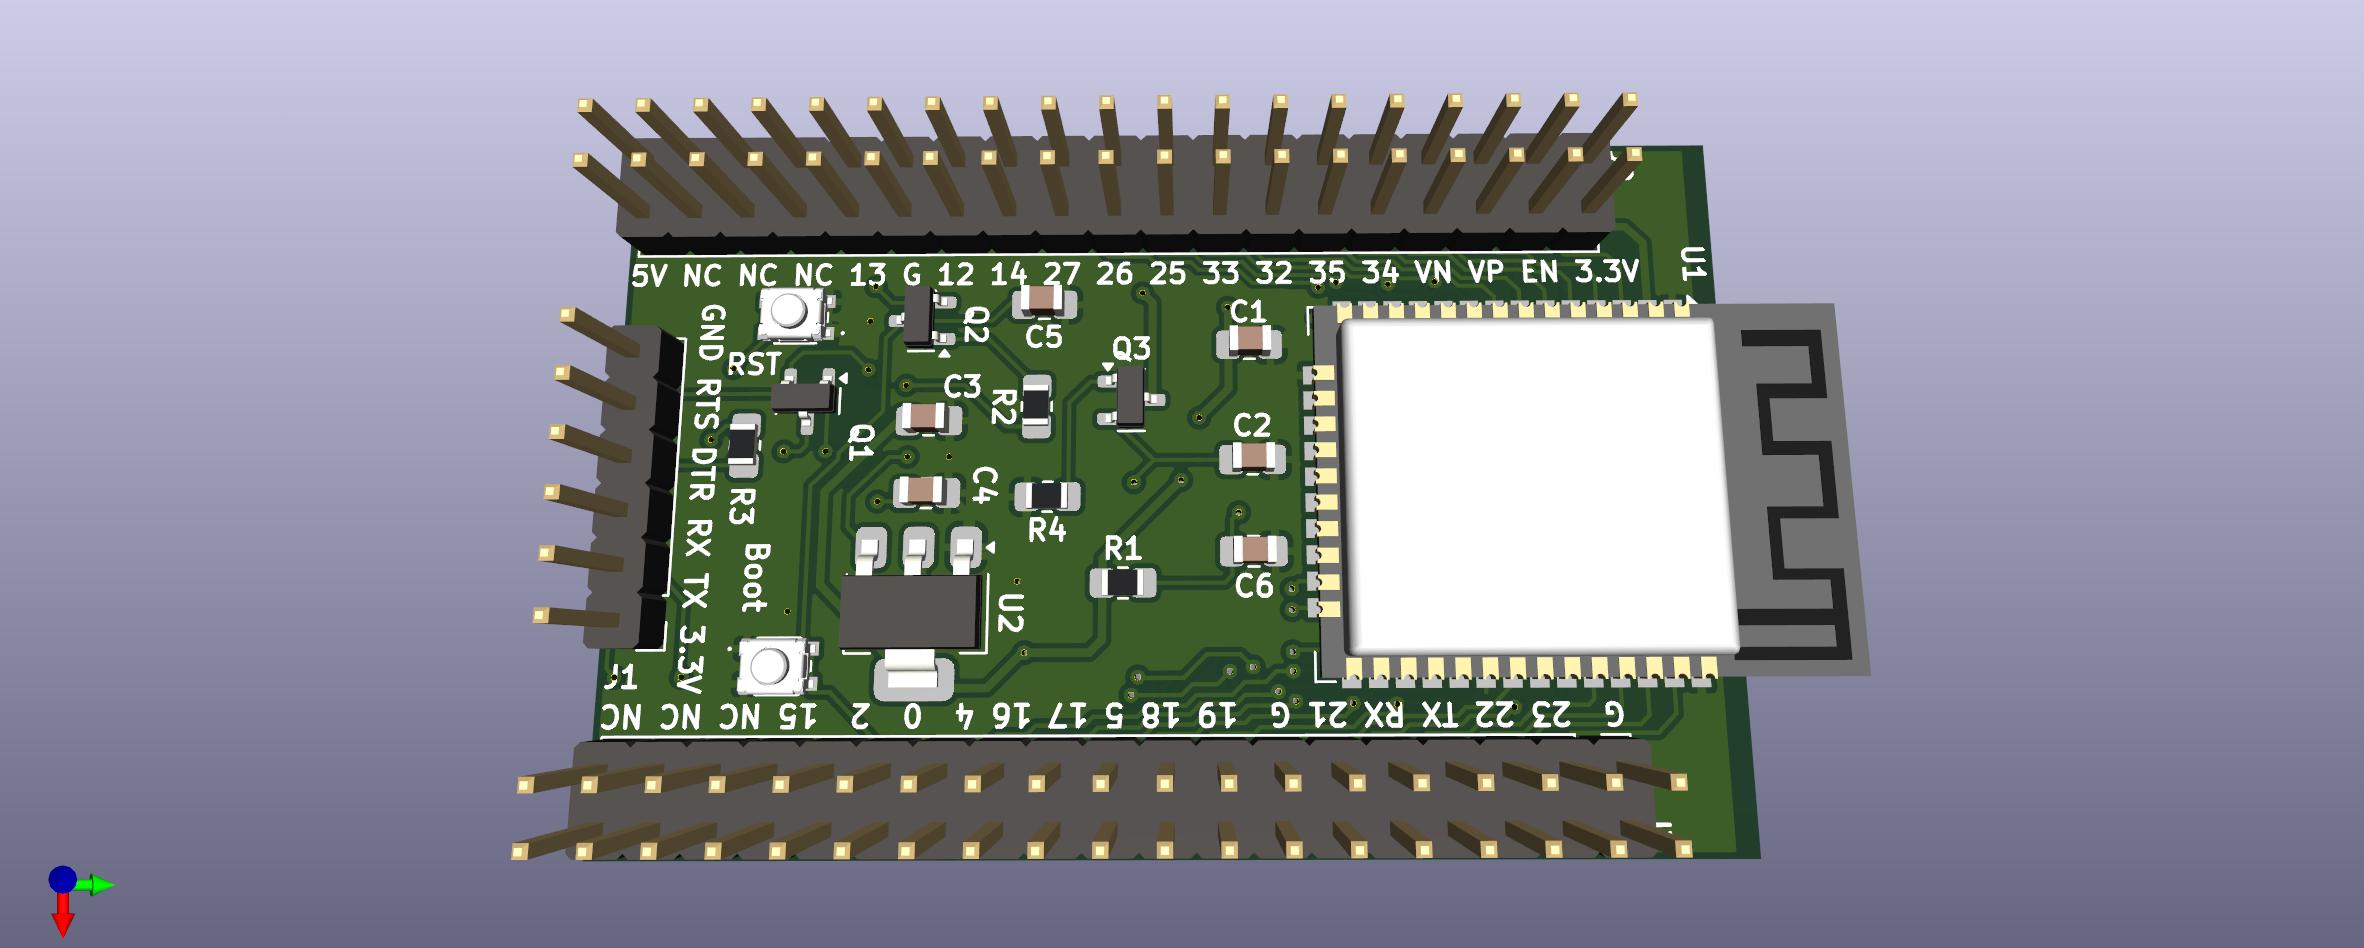 5V NC NC NC 13 G 12 14 27 26 25 33 32 35 34 VN VP EN 3.3V
U1
GND RTS DTR RX TX 3.3V
RST
Q2
C5
Q3
C1
C3
R2
Q1
C2
R3
C4
R4
Boot
R1
C6
U2
J1
NC NC NC 15 2 0 4 16 17 5 18 19 G 21 RX TX 22 23 G